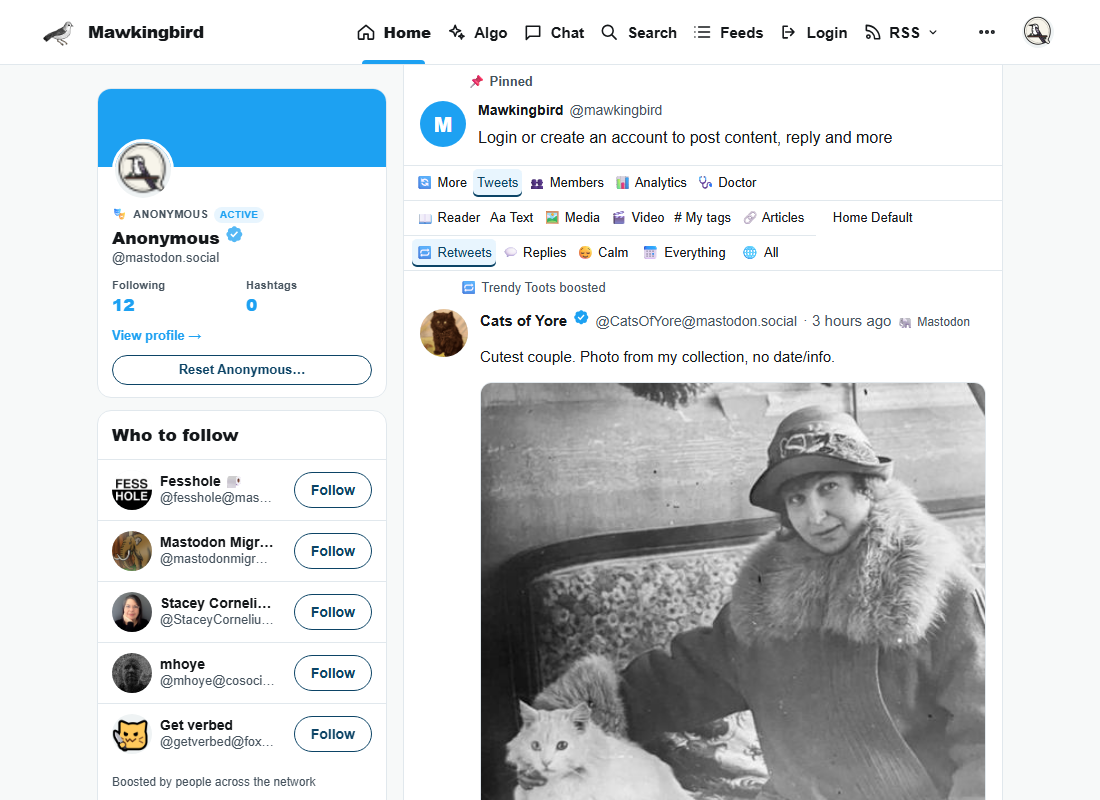 Mawkingbird
Home Algo Chat Search Feeds Login RSS
📌 Pinned
Mawkingbird @mawkingbird
M
Login or create an account to post content, reply and more
More Tweets Members Analytics Doctor
Reader Aa Text Media Video # My tags Articles Home Default
Retweets Replies Calm Everything All
Trendy Toots boosted
Cats of Yore @CatsOfYore@mastodon.social · 3 hours ago Mastodon
Cutest couple. Photo from my collection, no date/info.
ANONYMOUS ACTIVE
Anonymous
@mastodon.social
Following Hashtags
12 0
View profile →
Reset Anonymous…
Who to follow
FESS
HOLE
Fesshole
@fesshole@mas…
Follow
Mastodon Migr…
@mastodonmigr…
Follow
Stacey Corneli…
@StaceyCorneliu…
Follow
mhoye
@mhoye@cosoci…
Follow
Get verbed
@getverbed@fox…
Follow
Boosted by people across the network